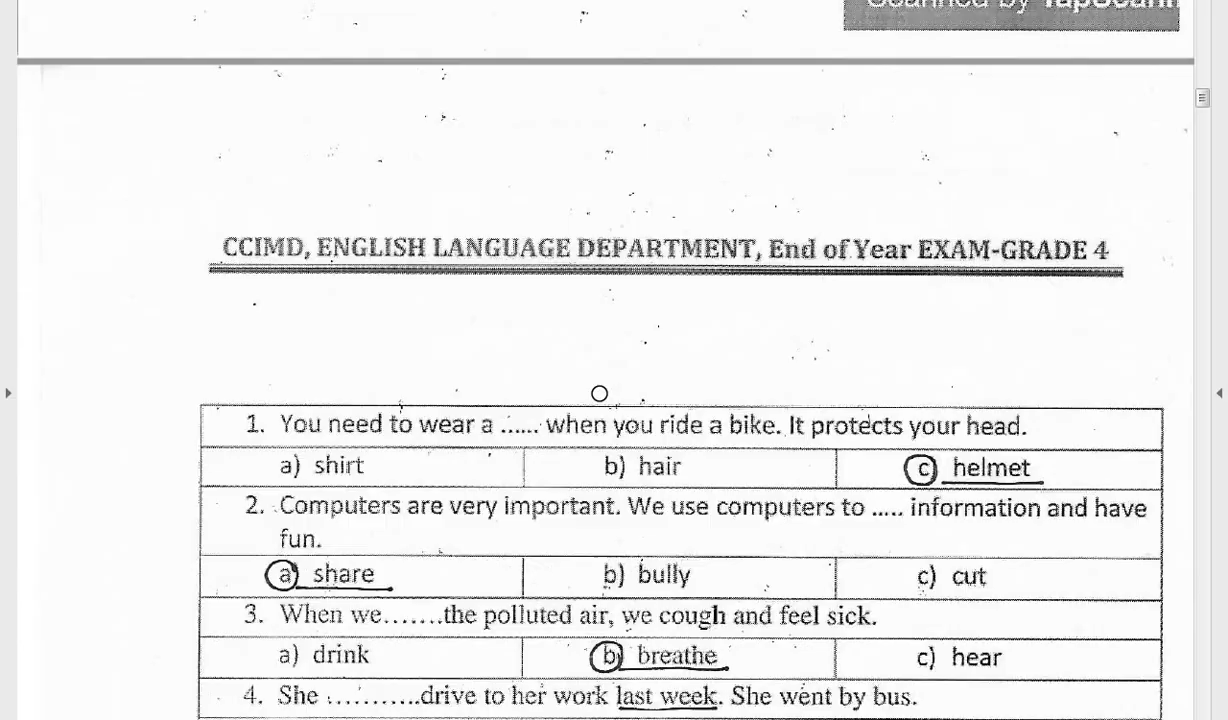 Scanned by TapScann
CCIMD, ENGLISH LANGUAGE DEPARTMENT, End of Year EXAM-GRADE 4
1. You need to wear a ...... when you ride a bike. It protects your head.
a) shirt b) hair c) helmet
2. Computers are very important. We use computers to ..... information and have
fun.
a) share b) bully c) cut
3. When we.......the polluted air, we cough and feel sick.
a) drink b) breathe c) hear
4. She ...........drive to her work last week. She went by bus.